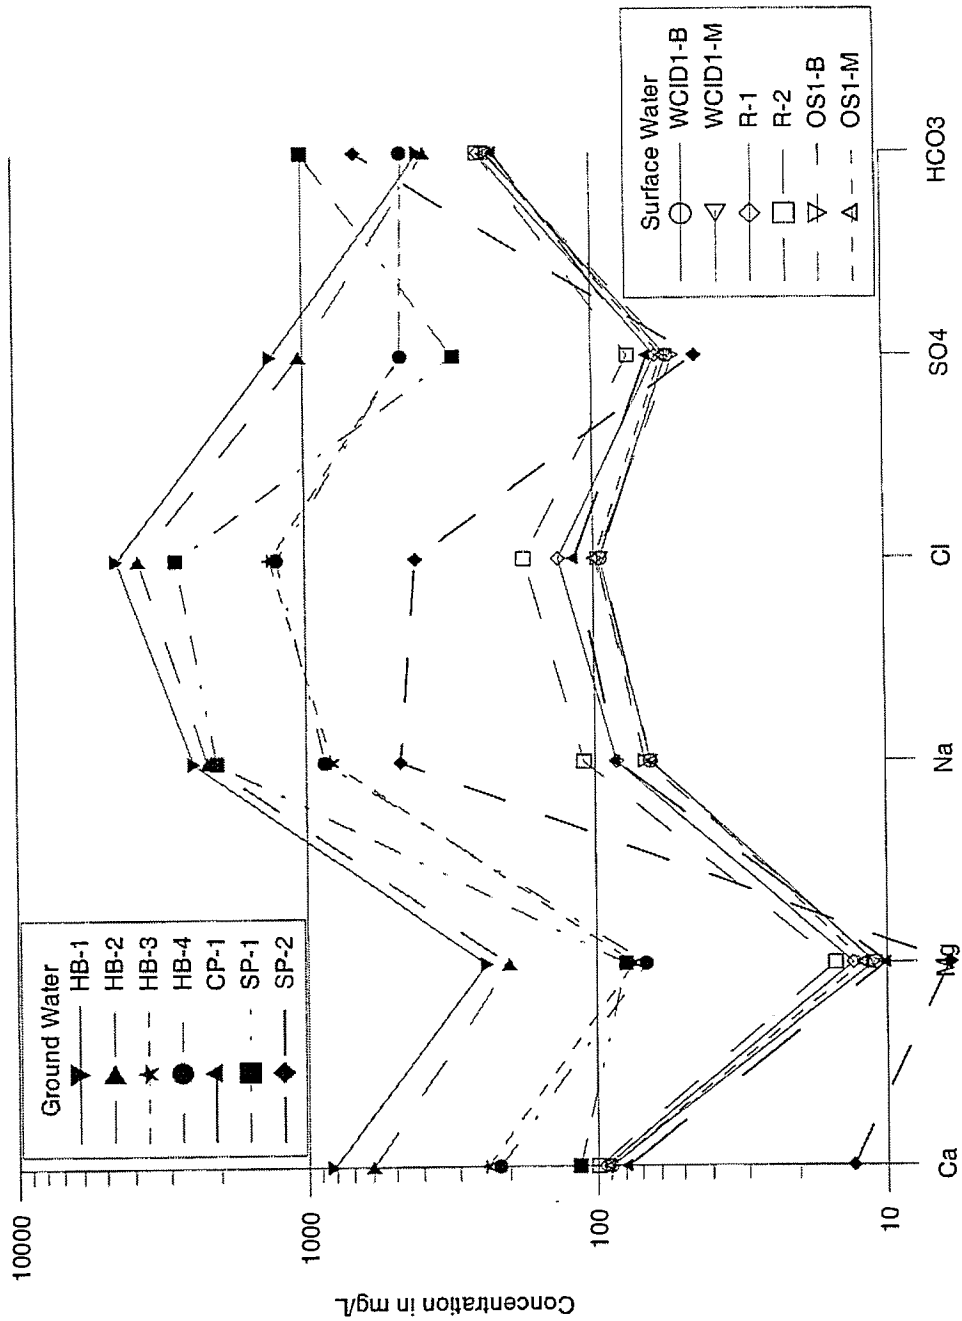 Concentration in mg/L
10000
1000
100
10
Ca
Mg
Na
Cl
SO4
HCO3
Ground Water
HB-1
HB-2
HB-3
HB-4
CP-1
SP-1
SP-2
Surface Water
WCID1-B
WCID1-M
R-1
R-2
OS1-B
OS1-M